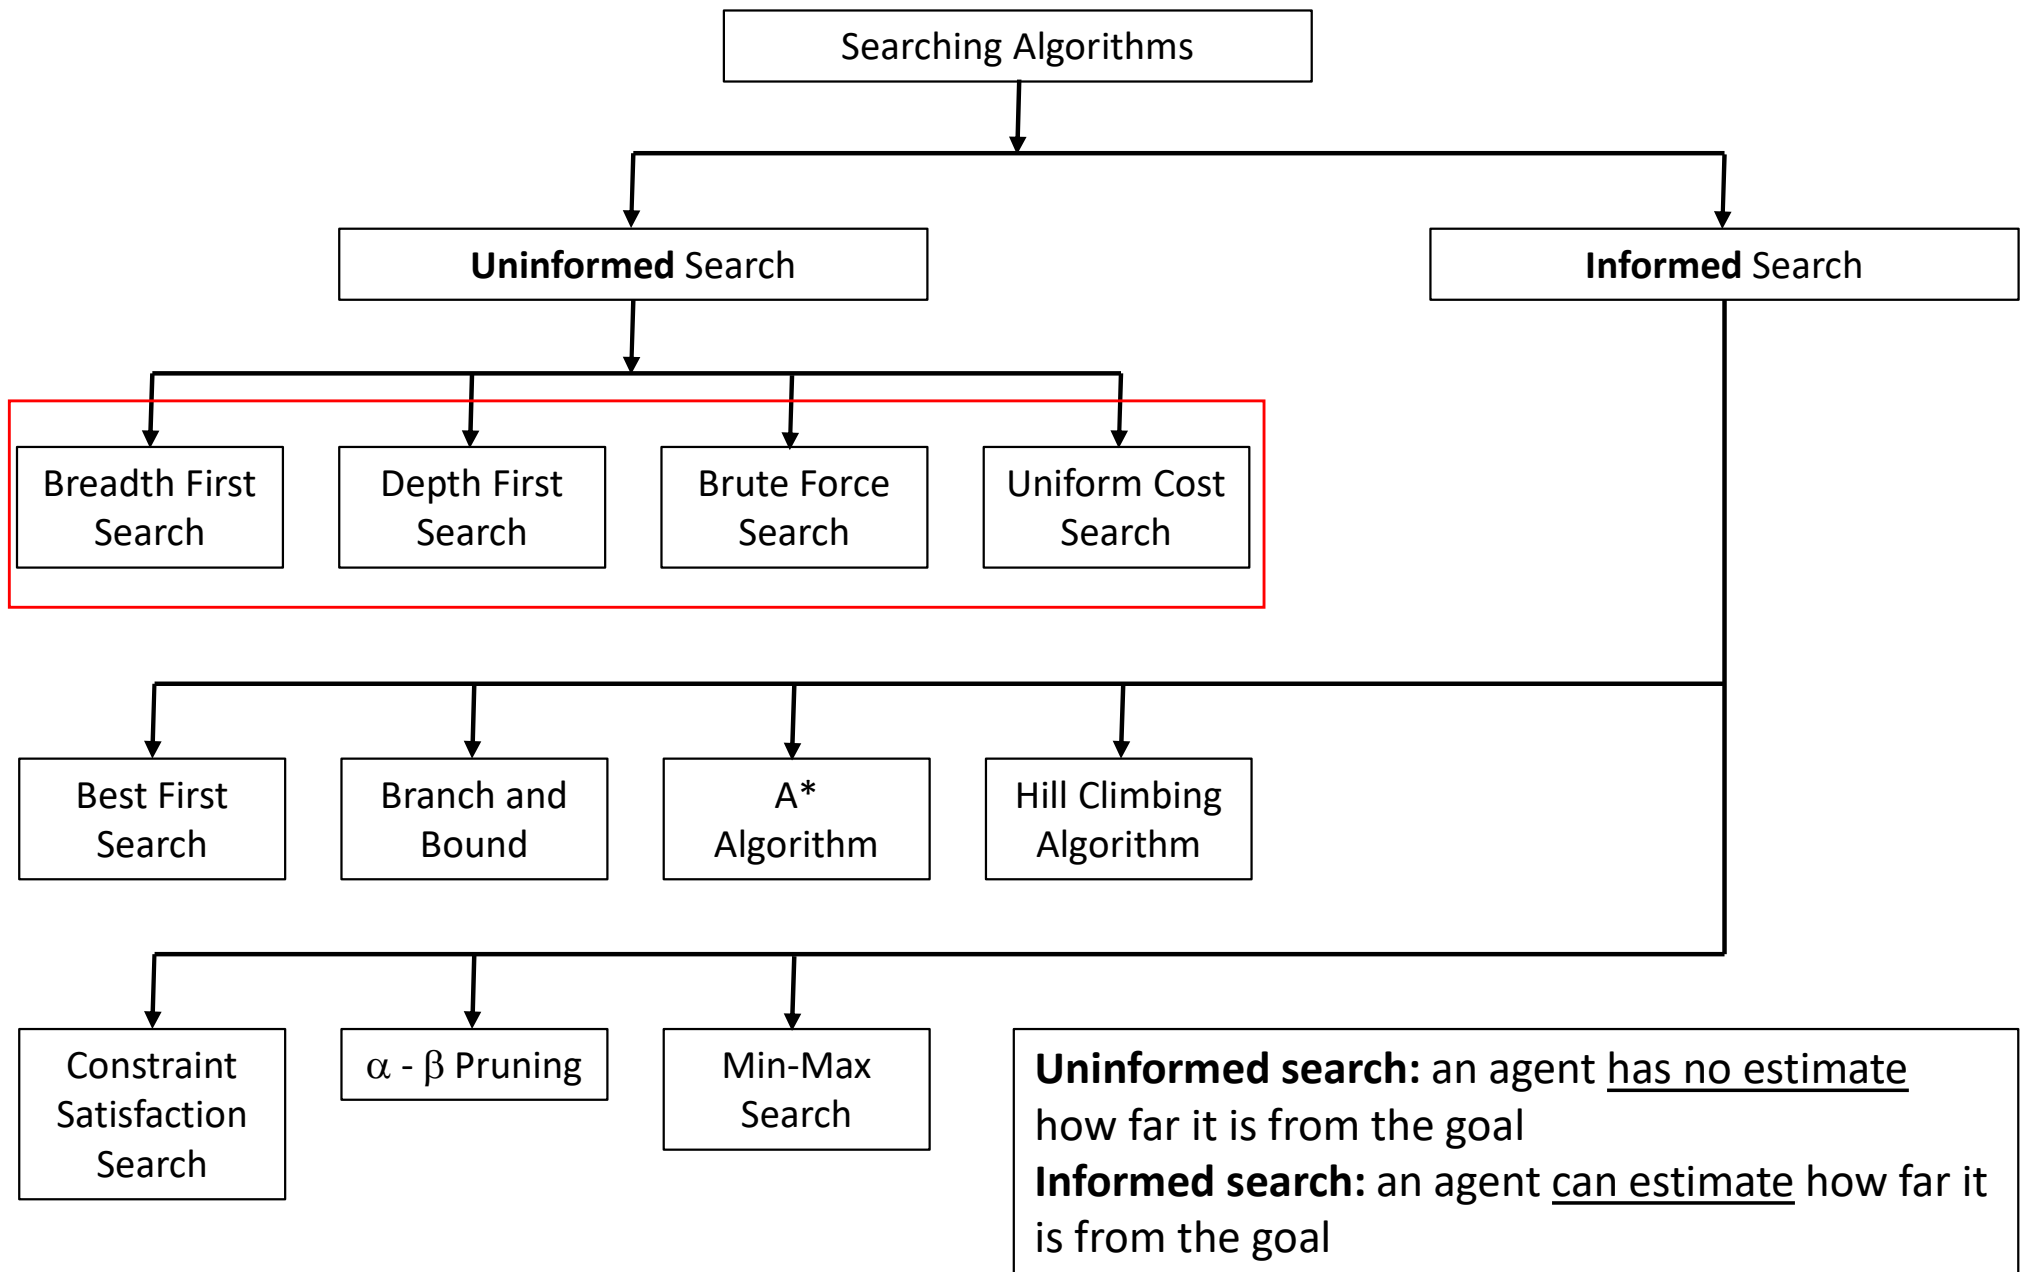 Searching Algorithms
Uninformed Search
Informed Search
Breadth First
Search
Depth First
Search
Brute Force
Search
Uniform Cost
Search
Best First
Search
Branch and
Bound
A*
Algorithm
Hill Climbing
Algorithm
Constraint
Satisfaction
Search
α - β Pruning
Min-Max
Search
Uninformed search: an agent has no estimate
how far it is from the goal
Informed search: an agent can estimate how far it
is from the goal